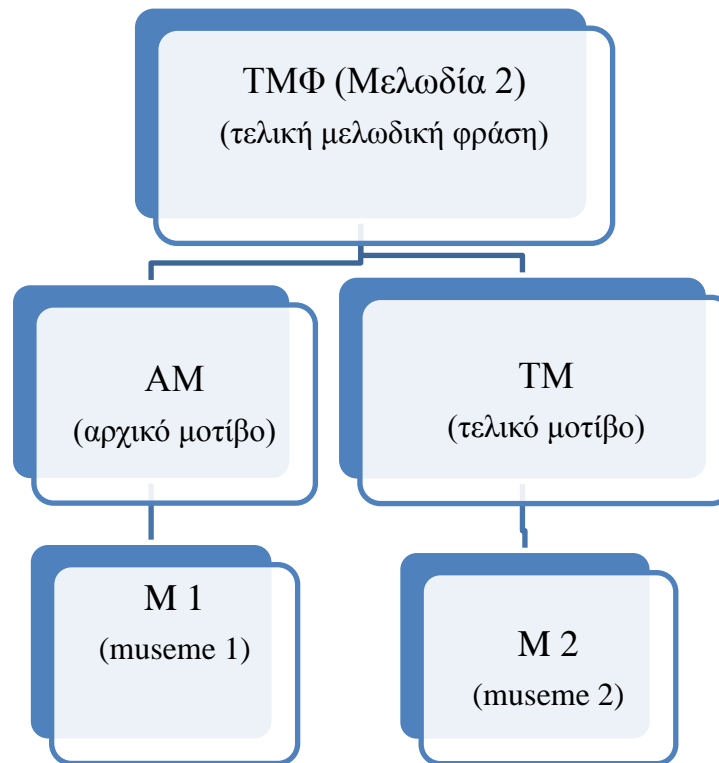 ΤΜΦ (Μελωδία 2)
(τελική μελωδική φράση)
ΑΜ
(αρχικό μοτίβο)
ΤΜ
(τελικό μοτίβο)
Μ 1
(museme 1)
Μ 2
(museme 2)